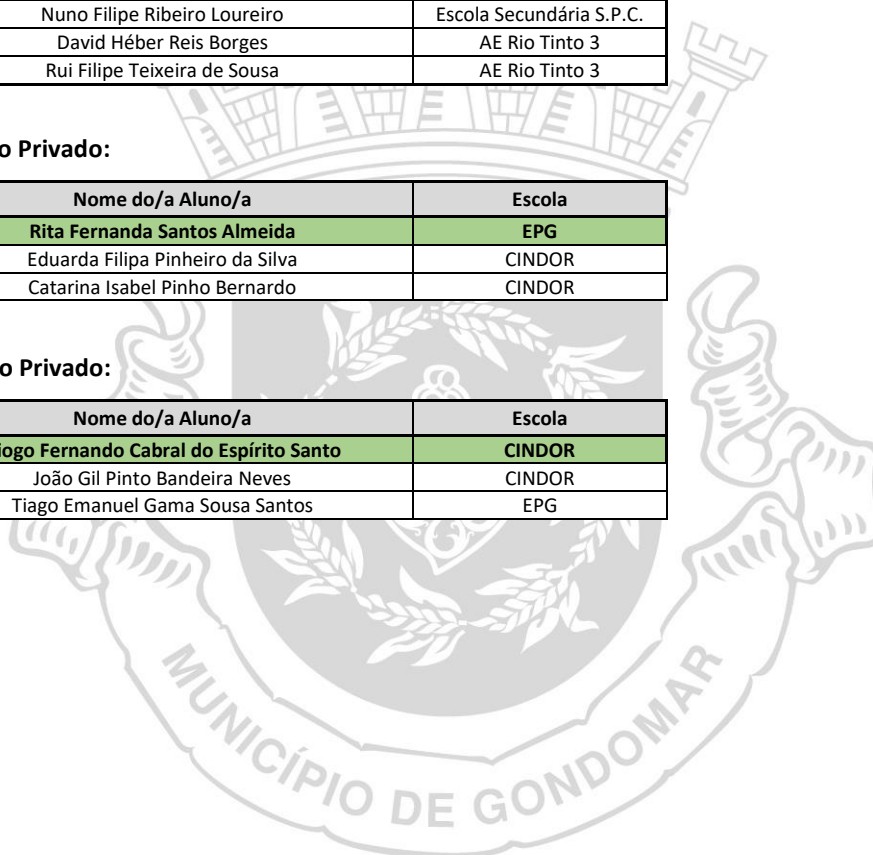 Nuno Filipe Ribeiro Loureiro Escola Secundária S.P.C.
David Héber Reis Borges AE Rio Tinto 3
Rui Filipe Teixeira de Sousa AE Rio Tinto 3
o Privado:
Nome do/a Aluno/a Escola
Rita Fernanda Santos Almeida EPG
Eduarda Filipa Pinheiro da Silva CINDOR
Catarina Isabel Pinho Bernardo CINDOR
o Privado:
Nome do/a Aluno/a Escola
iogo Fernando Cabral do Espírito Santo CINDOR
João Gil Pinto Bandeira Neves CINDOR
Tiago Emanuel Gama Sousa Santos EPG
MUNICÍPIO DE GONDOMAR